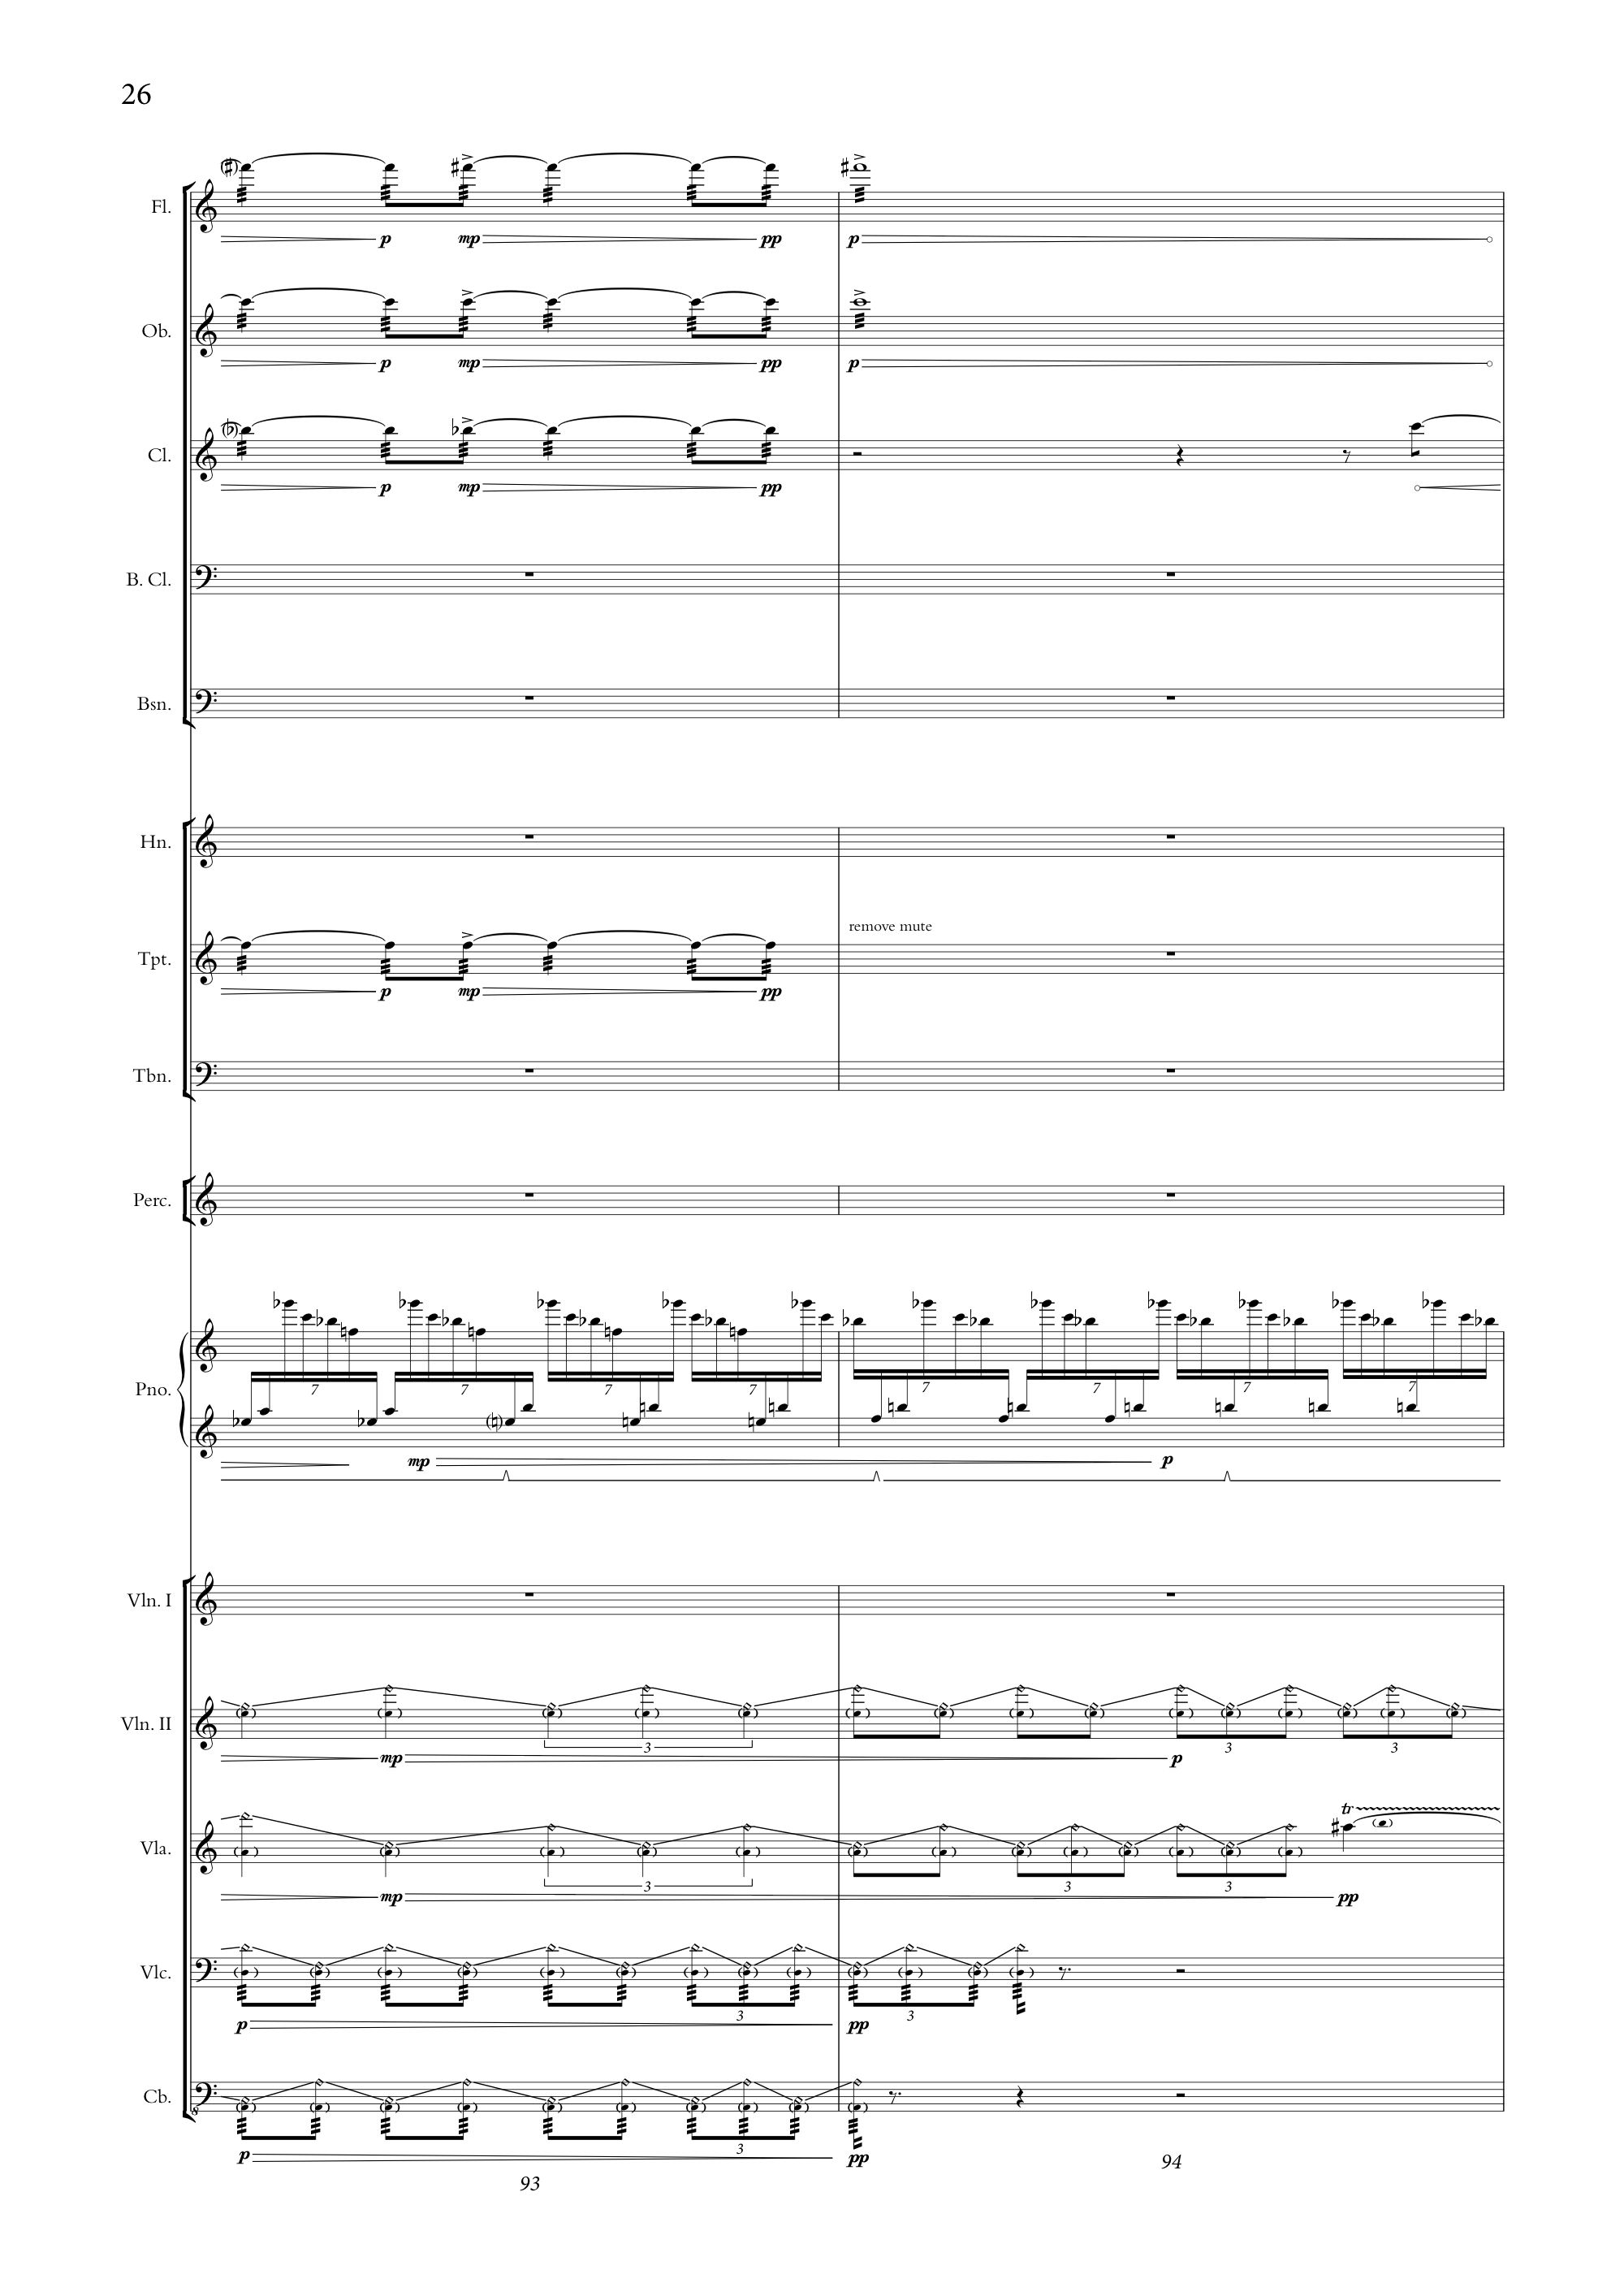 26
Fl.
p mp pp p
Ob.
p mp pp p
Cl.
p mp pp
B. Cl.
Bsn.
Hn.
remove mute
Tpt.
p mp pp
Tbn.
Perc.
7 7 7 7 7 7 7 7
Pno.
mp p
Vln. I
Vln. II
3 3 3
mp p
tr
Vla.
3 3 3
mp pp
Vlc.
3 3
p pp
Cb.
3
p pp
93 94